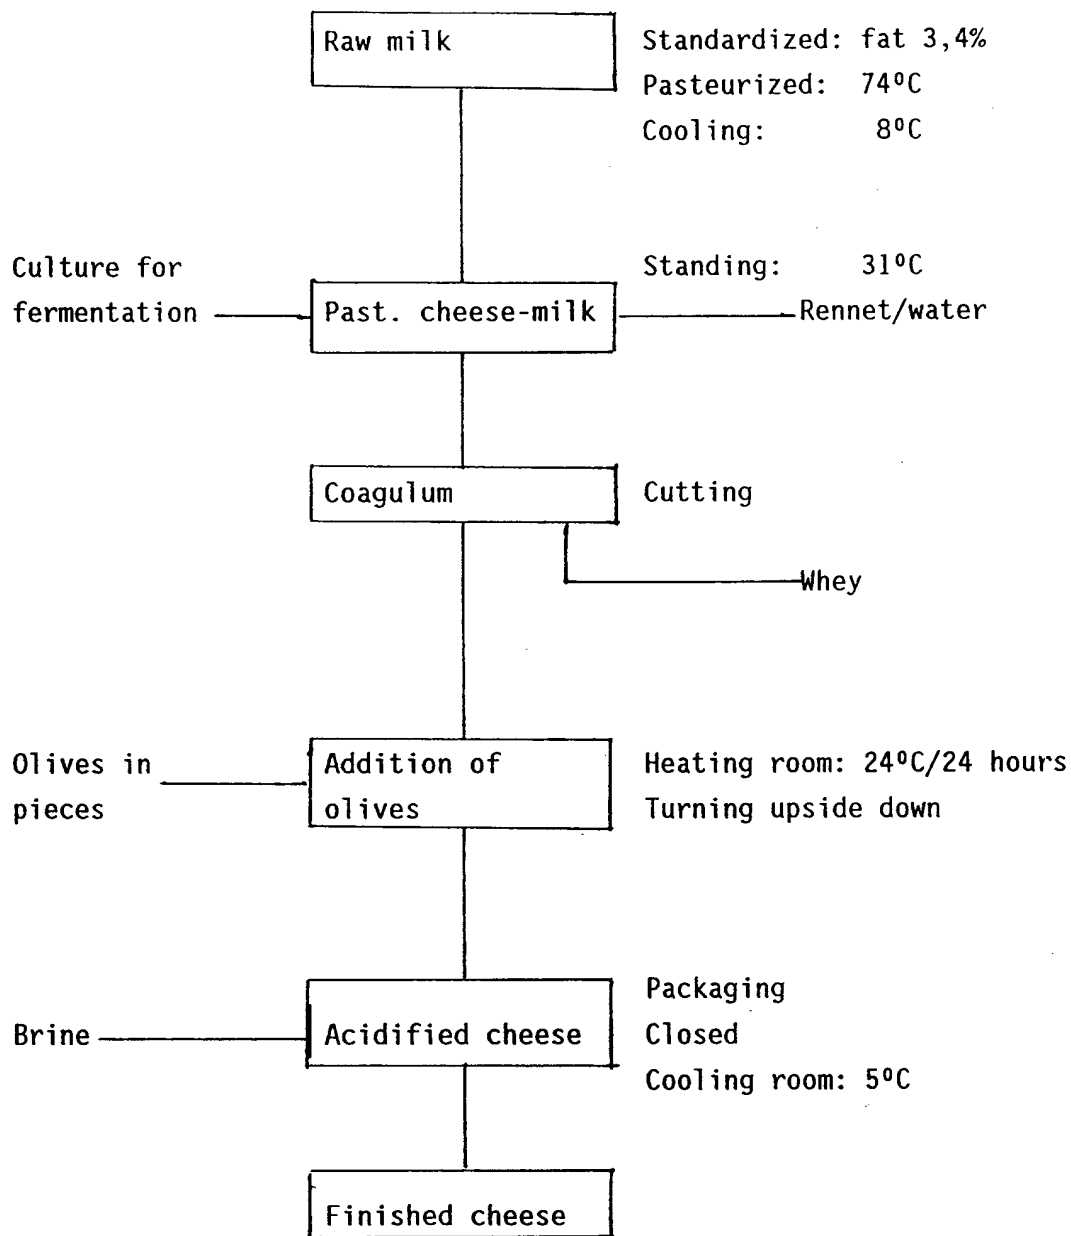 Raw milk
Standardized: fat 3,4%
Pasteurized: 74ºC
Cooling: 8ºC
Culture for
fermentation
Past. cheese-milk
Standing: 31ºC
Rennet/water
Coagulum
Cutting
Whey
Olives in
pieces
Addition of
olives
Heating room: 24ºC/24 hours
Turning upside down
Brine
Acidified cheese
Packaging
Closed
Cooling room: 5ºC
Finished cheese